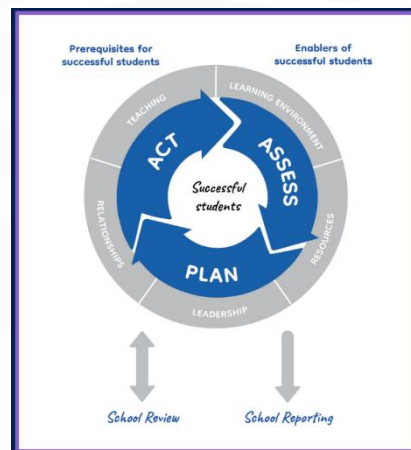 Prerequisites for
successful students
Enablers of
successful students
TEACHING
LEARNING ENVIRONMENT
ACT
ASSESS
Successful
students
RELATIONSHIPS
RESOURCES
PLAN
LEADERSHIP
School Review
School Reporting